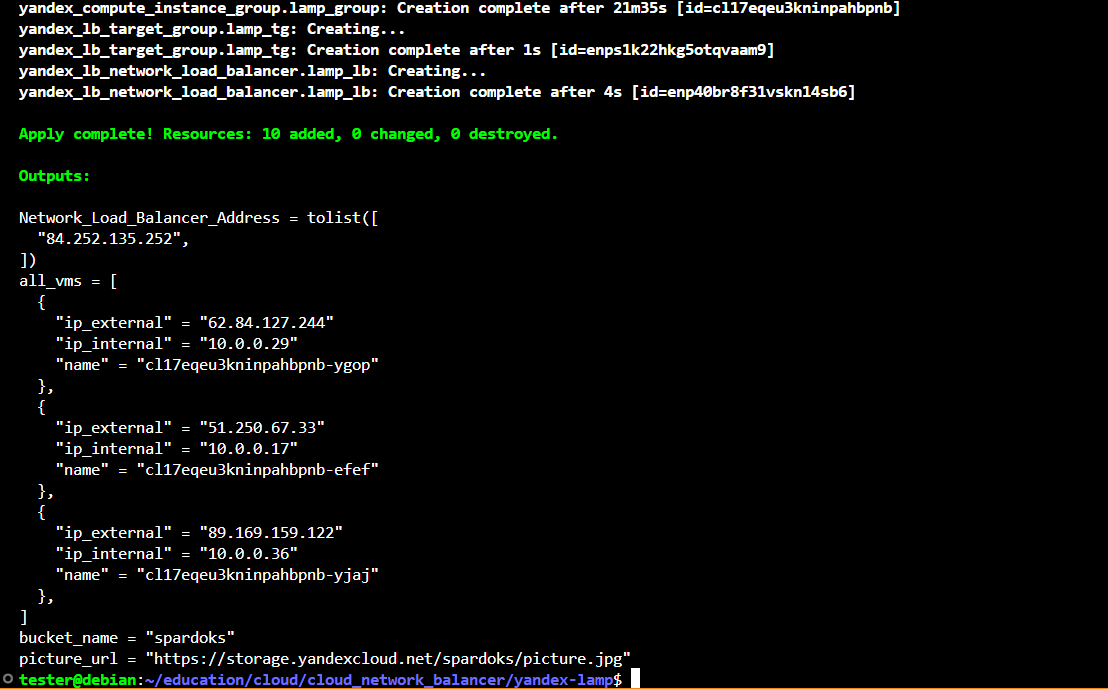 yandex_compute_instance_group.lamp_group: Creation complete after 21m35s [id=cl17eqeu3kninpahbpnb]
yandex_lb_target_group.lamp_tg: Creating...
yandex_lb_target_group.lamp_tg: Creation complete after 1s [id=enps1k22hkg5otqvaam9]
yandex_lb_network_load_balancer.lamp_lb: Creating...
yandex_lb_network_load_balancer.lamp_lb: Creation complete after 4s [id=enp40br8f31vskn14sb6]
Apply complete! Resources: 10 added, 0 changed, 0 destroyed.
Outputs:
Network_Load_Balancer_Address = tolist([
  "84.252.135.252",
])
all_vms = [
  {
    "ip_external" = "62.84.127.244"
    "ip_internal" = "10.0.0.29"
    "name" = "cl17eqeu3kninpahbpnb-ygop"
  },
  {
    "ip_external" = "51.250.67.33"
    "ip_internal" = "10.0.0.17"
    "name" = "cl17eqeu3kninpahbpnb-efef"
  },
  {
    "ip_external" = "89.169.159.122"
    "ip_internal" = "10.0.0.36"
    "name" = "cl17eqeu3kninpahbpnb-yjaj"
  },
]
bucket_name = "spardoks"
picture_url = "https://storage.yandexcloud.net/spardoks/picture.jpg"
tester@debian:~/education/cloud/cloud_network_balancer/yandex-lamp$